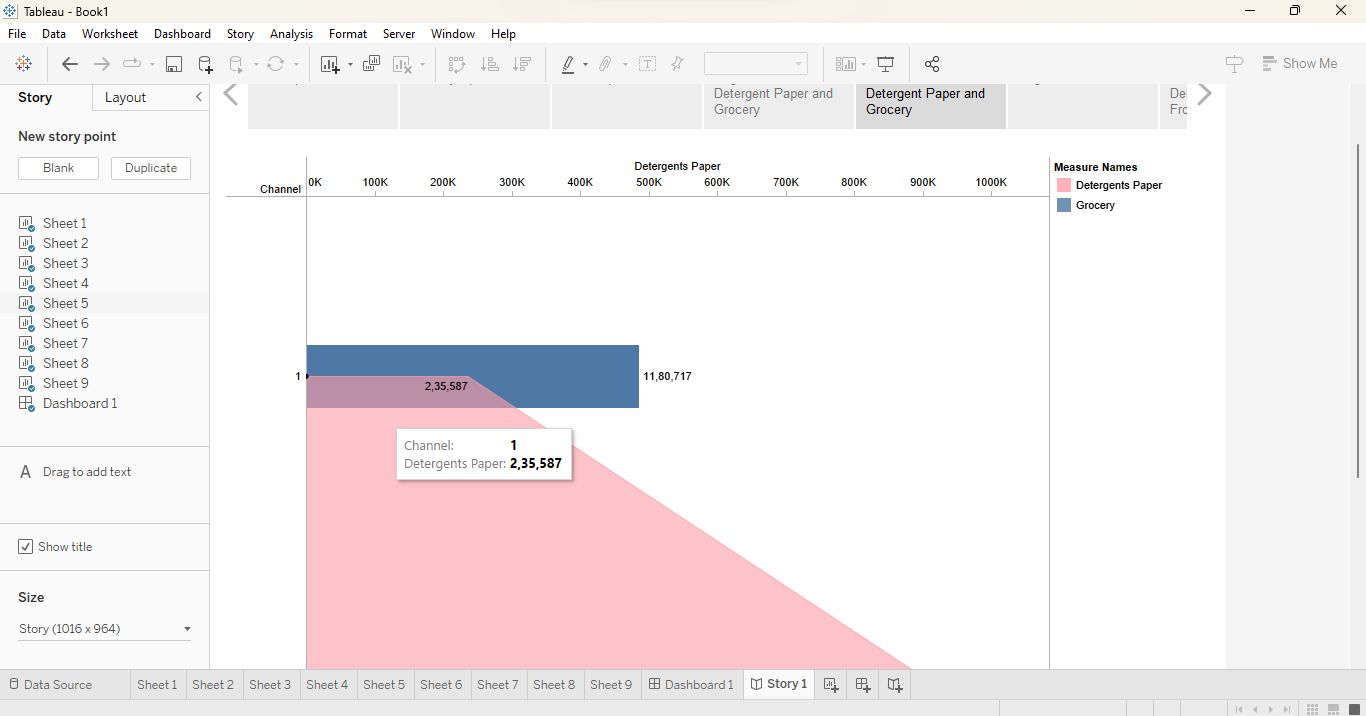 Tableau - Book1
File Data Worksheet Dashboard Story Analysis Format Server Window Help
Show Me
Story Layout
New story point
Blank Duplicate
Sheet 1
Sheet 2
Sheet 3
Sheet 4
Sheet 5
Sheet 6
Sheet 7
Sheet 8
Sheet 9
Dashboard 1
A Drag to add text
Show title
Size
Story (1016 x 964)
Detergent Paper and
Grocery
Detergent Paper and
Grocery
De
Fro
Detergents Paper
Channel 0K 100K 200K 300K 400K 500K 600K 700K 800K 900K 1000K
1 11,80,717
2,35,587
Channel: 1
Detergents Paper: 2,35,587
Measure Names
Detergents Paper
Grocery
Data Source Sheet 1 Sheet 2 Sheet 3 Sheet 4 Sheet 5 Sheet 6 Sheet 7 Sheet 8 Sheet 9 Dashboard 1 Story 1